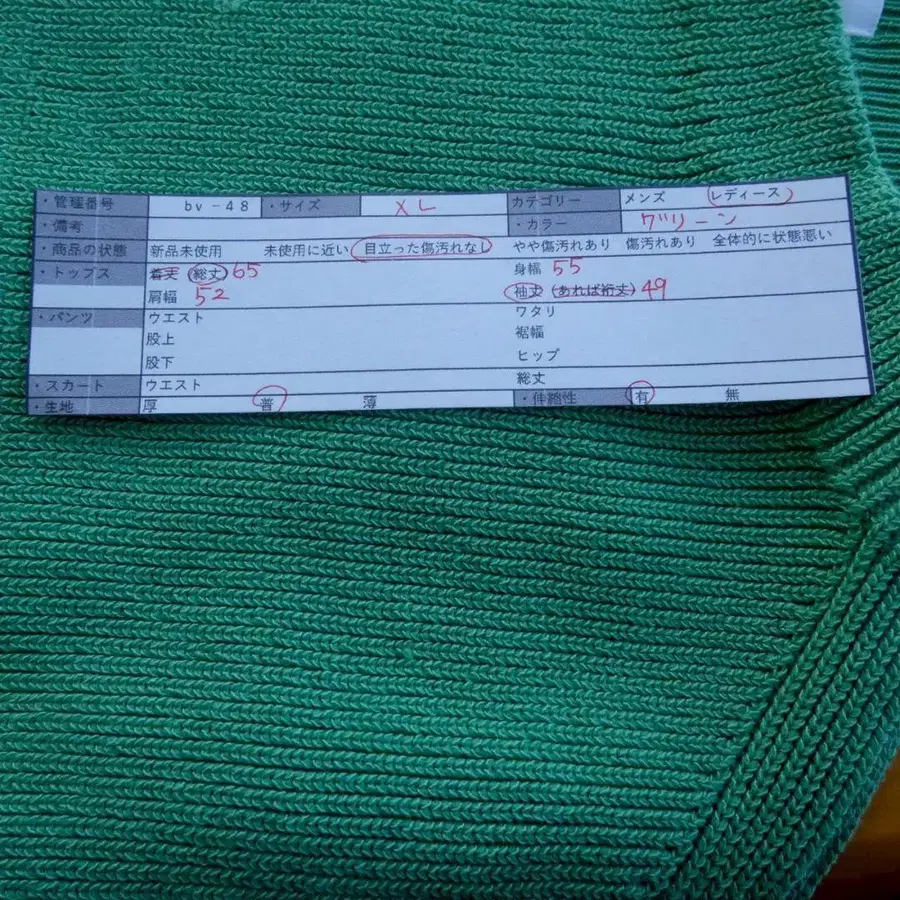 ・管理番号 bv-48 ・サイズ XL カテゴリー メンズ レディース
・備考 ・カラー グリーン
・商品の状態 新品未使用 未使用に近い 目立った傷汚れなし やや傷汚れあり 傷汚れあり 全体的に状態悪い
・トップス 着丈 総丈 65 身幅 55
肩幅 52 袖丈 (あれば裄丈) 49
・パンツ ウエスト ワタリ
股上 裾幅
股下 ヒップ
・スカート ウエスト 総丈
・生地 厚 普 薄 ・伸縮性 有 無